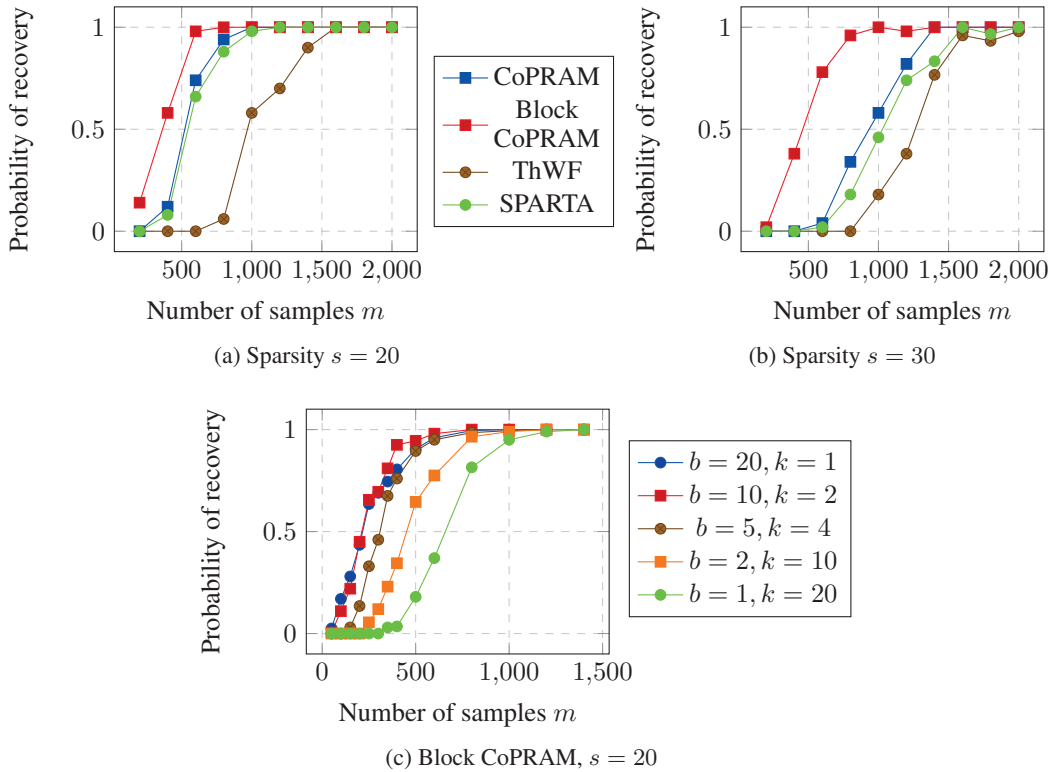 Probability of recovery
1
0.5
0
500
1,000
1,500
2,000
Number of samples m
(a) Sparsity s = 20
CoPRAM
Block
CoPRAM
ThWF
SPARTA
Probability of recovery
1
0.5
0
500
1,000
1,500
2,000
Number of samples m
(b) Sparsity s = 30
Probability of recovery
1
0.5
0
0
500
1,000
1,500
Number of samples m
(c) Block CoPRAM, s = 20
b = 20, k = 1
b = 10, k = 2
b = 5, k = 4
b = 2, k = 10
b = 1, k = 20